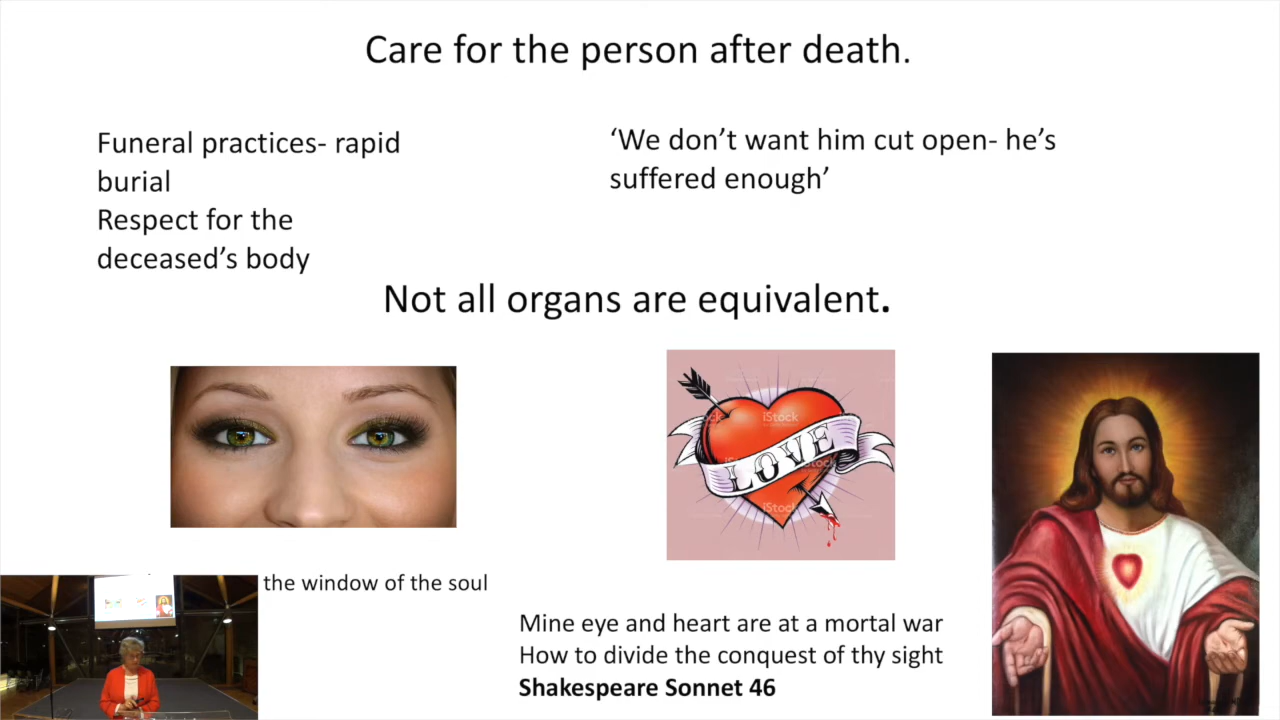 Care for the person after death.
Funeral practices- rapid
burial
Respect for the
deceased’s body
‘We don’t want him cut open- he’s
suffered enough’
Not all organs are equivalent.
iStock
LOVE
iStock
the window of the soul
Mine eye and heart are at a mortal war
How to divide the conquest of thy sight
Shakespeare Sonnet 46